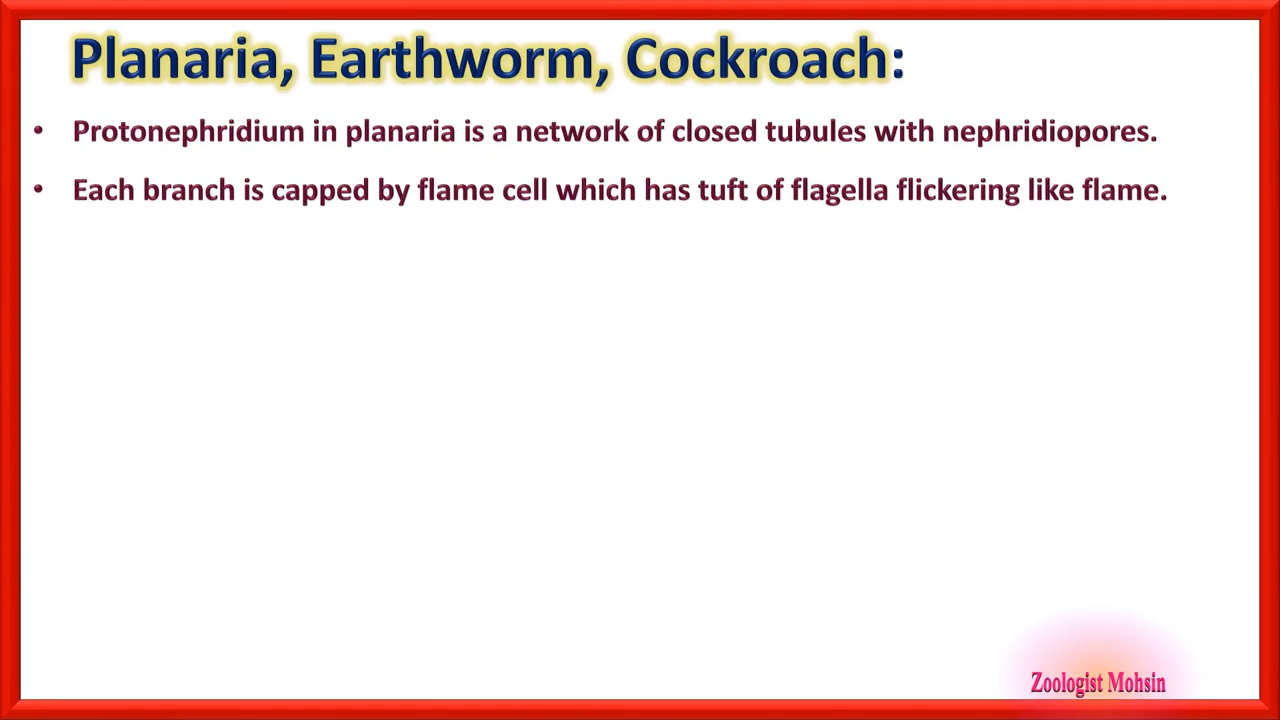 Planaria, Earthworm, Cockroach:
• Protonephridium in planaria is a network of closed tubules with nephridiopores.
• Each branch is capped by flame cell which has tuft of flagella flickering like flame.
Zoologist Mohsin